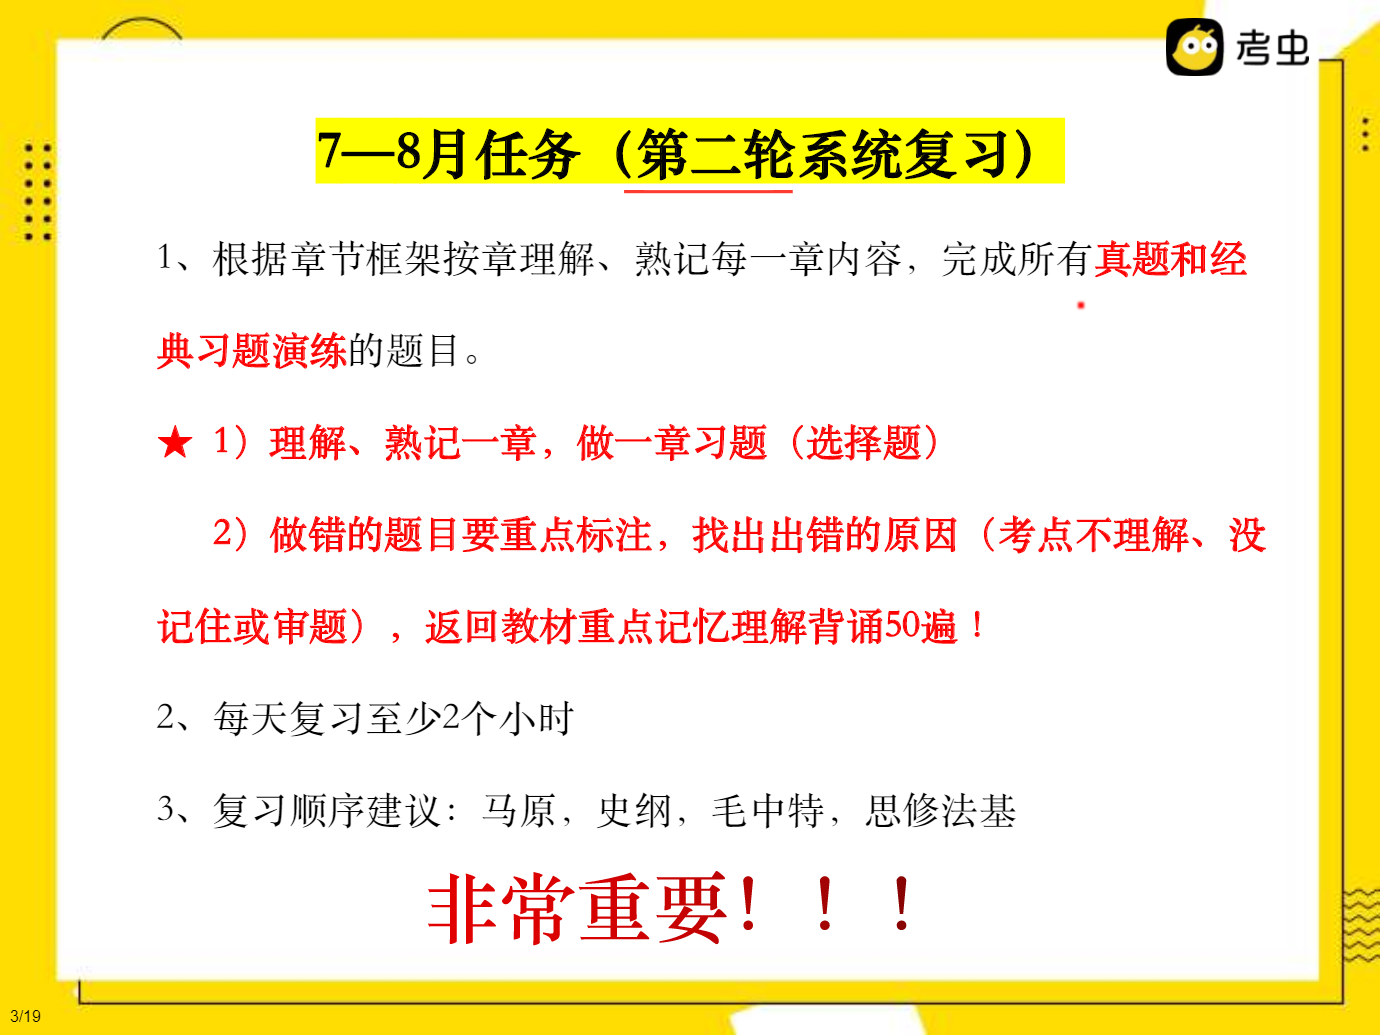 考虫
7—8月任务（第二轮系统复习）
1、根据章节框架按章理解、熟记每一章内容，完成所有真题和经
典习题演练的题目。
★ 1）理解、熟记一章，做一章习题（选择题）
2）做错的题目要重点标注，找出出错的原因（考点不理解、没
记住或审题），返回教材重点记忆理解背诵50遍！
2、每天复习至少2个小时
3、复习顺序建议：马原，史纲，毛中特，思修法基
非常重要！！！
3/19